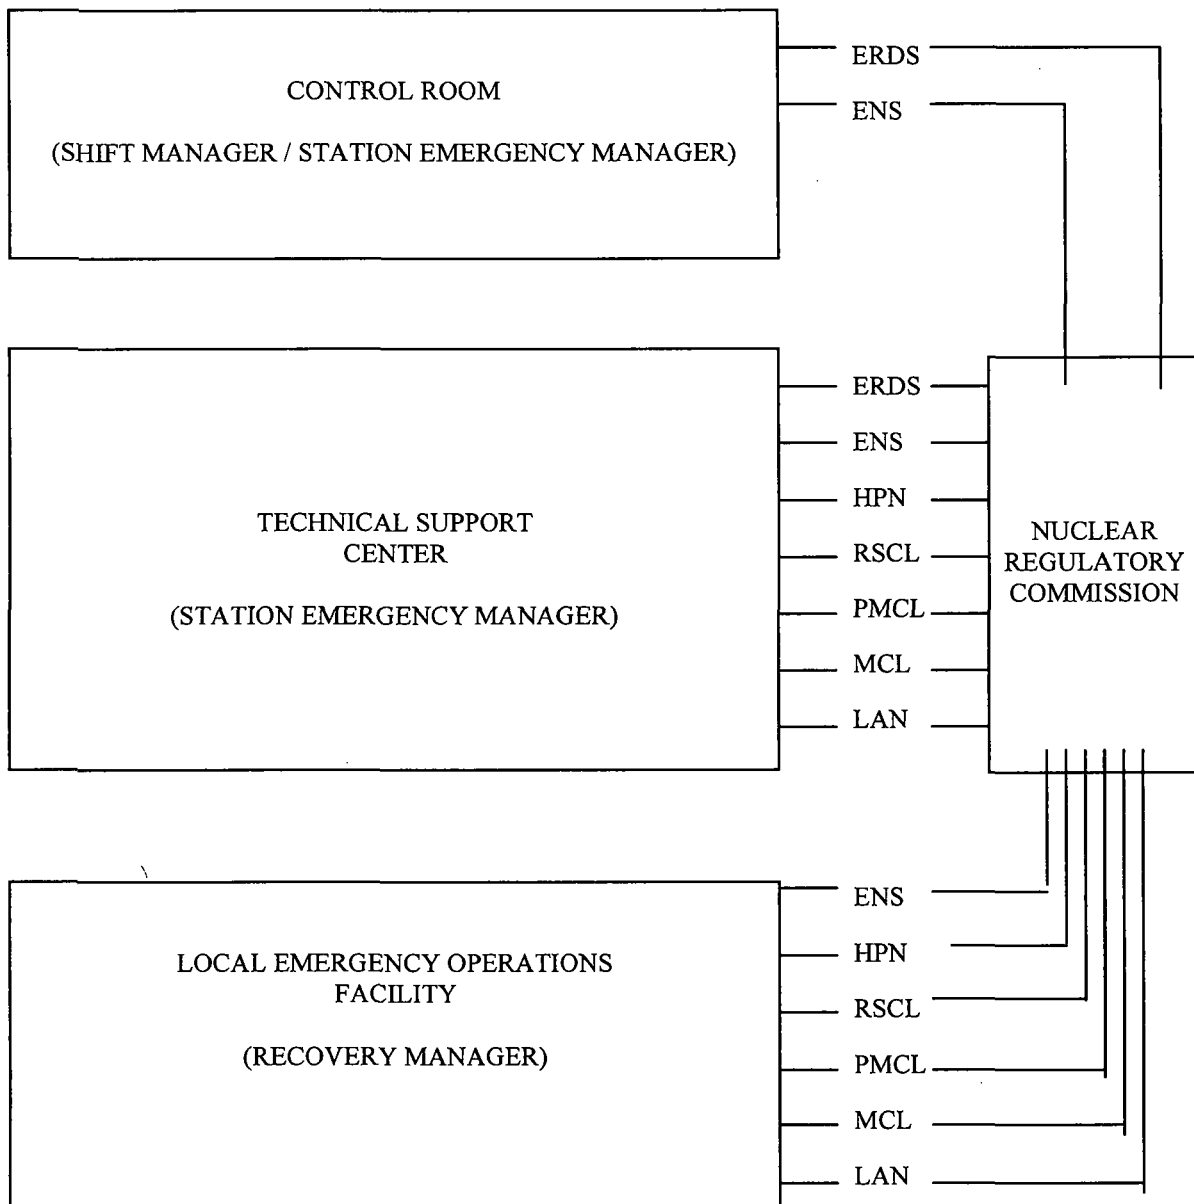 CONTROL ROOM
(SHIFT MANAGER / STATION EMERGENCY MANAGER)
ERDS
ENS
TECHNICAL SUPPORT
CENTER
(STATION EMERGENCY MANAGER)
ERDS
ENS
HPN
RSCL
PMCL
MCL
LAN
NUCLEAR
REGULATORY
COMMISSION
LOCAL EMERGENCY OPERATIONS
FACILITY
(RECOVERY MANAGER)
ENS
HPN
RSCL
PMCL
MCL
LAN